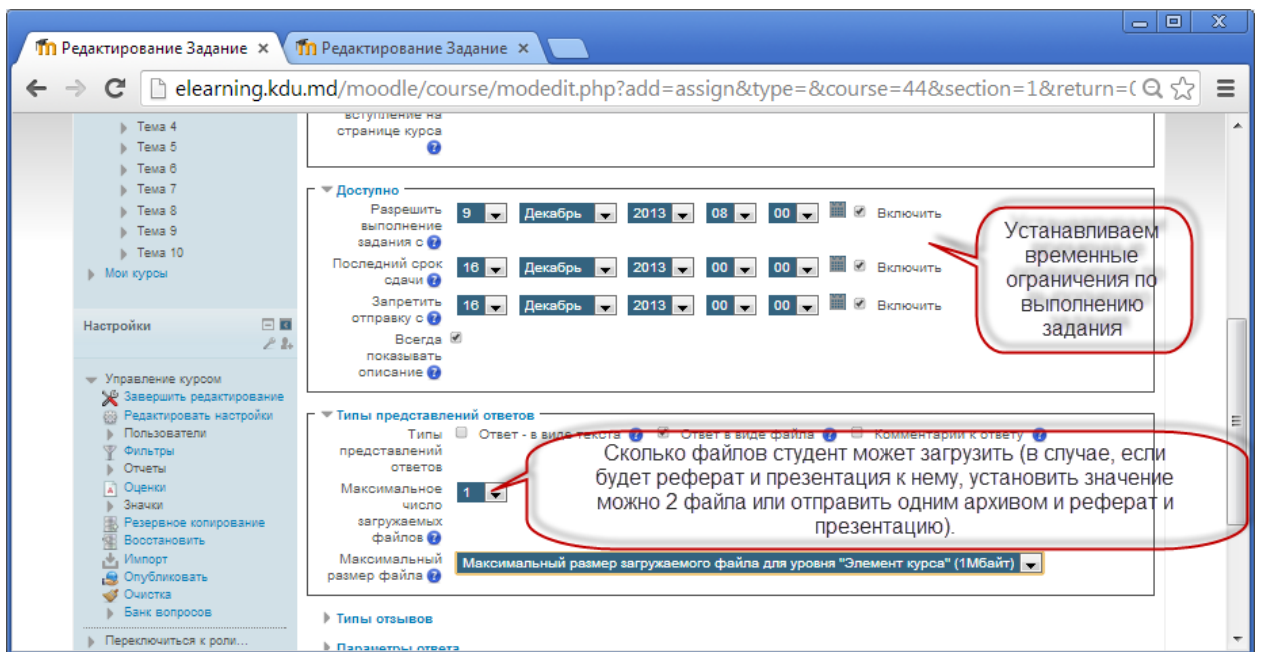 Редактирование Задание ×
Редактирование Задание ×
elearning.kdu.md/moodle/course/modedit.php?add=assign&type=&course=44&section=1&return=(
Тема 4
Тема 5
Тема 6
Тема 7
Тема 8
Тема 9
Тема 10
Мои курсы
Настройки
Управление курсом
Завершить редактирование
Редактировать настройки
Пользователи
Фильтры
Отчеты
Оценки
Значки
Резервное копирование
Восстановить
Импорт
Опубликовать
Очистка
Банк вопросов
Переключиться к роли...
вступление на
странице курса
Доступно
Разрешить
выполнение
задания с
9 Декабрь 2013 08 00 Включить
Последний срок
сдачи
16 Декабрь 2013 00 00 Включить
Запретить
отправку с
16 Декабрь 2013 00 00 Включить
Всегда
показывать
описание
Устанавливаем
временные
ограничения по
выполнению
задания
Типы представлений ответов
Типы
представлений
ответов
Ответ - в виде текста Ответ в виде файла Комментарии к ответу
Сколько файлов студент может загрузить (в случае, если
будет реферат и презентация к нему, установить значение
можно 2 файла или отправить одним архивом и реферат и
презентацию).
Максимальное
число
загружаемых
файлов
1
Максимальный
размер файла
Максимальный размер загружаемого файла для уровня "Элемент курса" (1Мбайт)
Типы отзывов
Параметры ответа